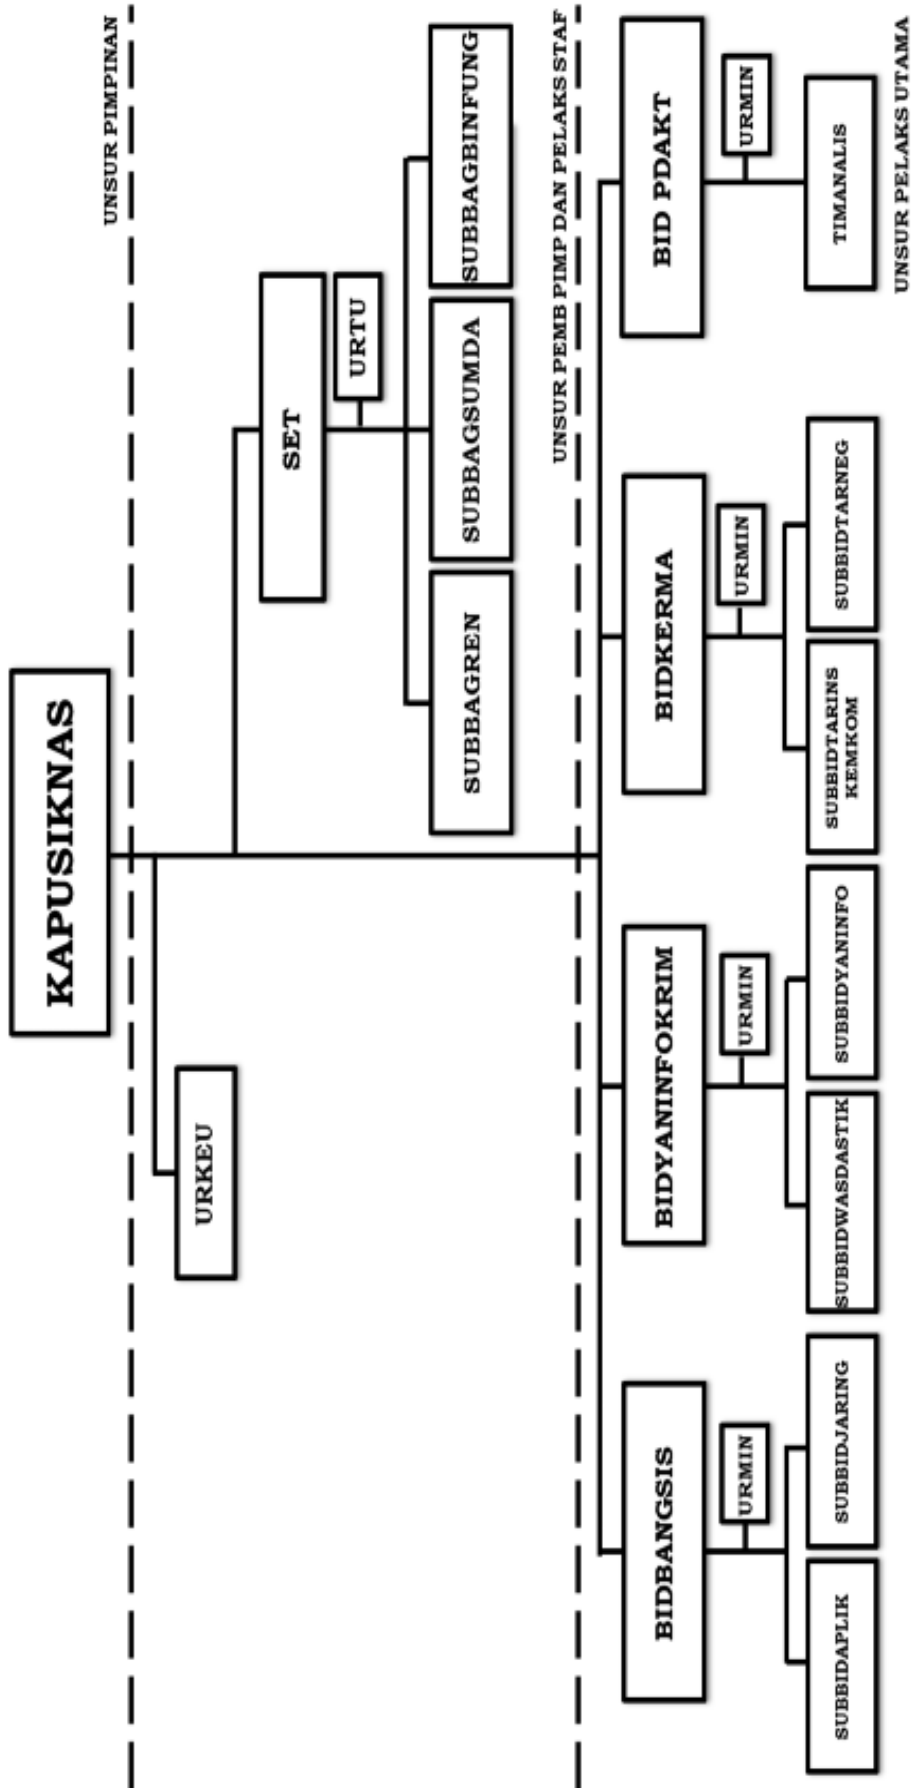 KAPUSIKNAS
UNSUR PIMPINAN
URKEU
SET
URTU
SUBBAGREN
SUBBAGSUMDA
SUBBAGBINFUNG
UNSUR PEMB PIMP DAN PELAKS STAF
BIDBANGSIS
BIDYANINFOKRIM
BIDKERMA
BID PDAKT
URMIN
URMIN
URMIN
URMIN
SUBBIDAPLIK
SUBBIDJARING
SUBBIDWASDASTIK
SUBBIDYANINFO
SUBBIDTARINS
KEMKOM
SUBBIDTARNEG
TIMANALIS
UNSUR PELAKS UTAMA